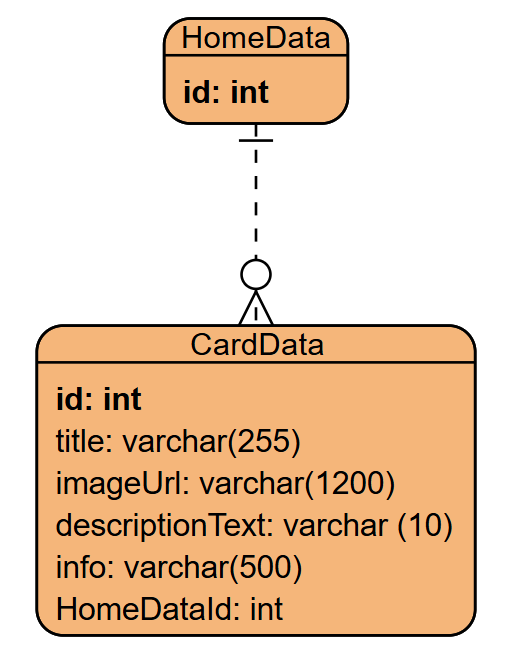 HomeData
id: int
CardData
id: int
title: varchar(255)
imageUrl: varchar(1200)
descriptionText: varchar (10)
info: varchar(500)
HomeDataId: int